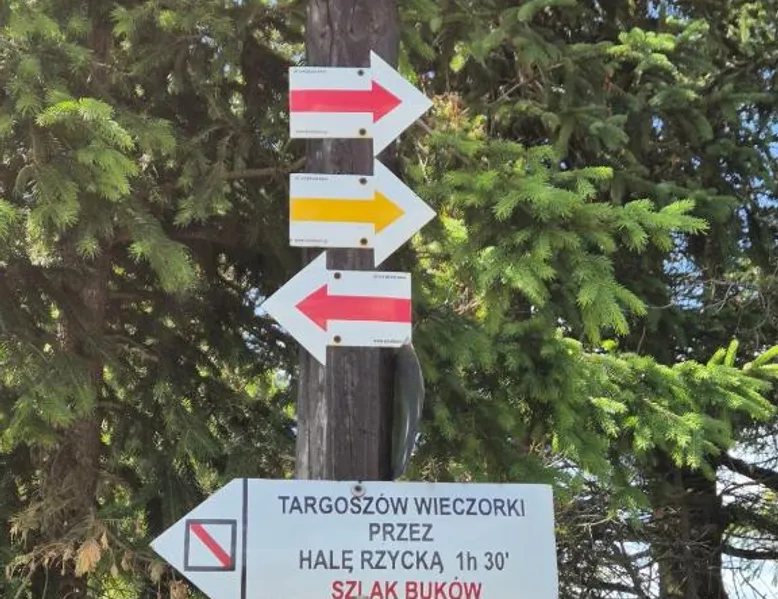 TARGOSZÓW WIECZORKI
PRZEZ
HALĘ RZYCKĄ 1h 30'
SZLAK BUKÓW